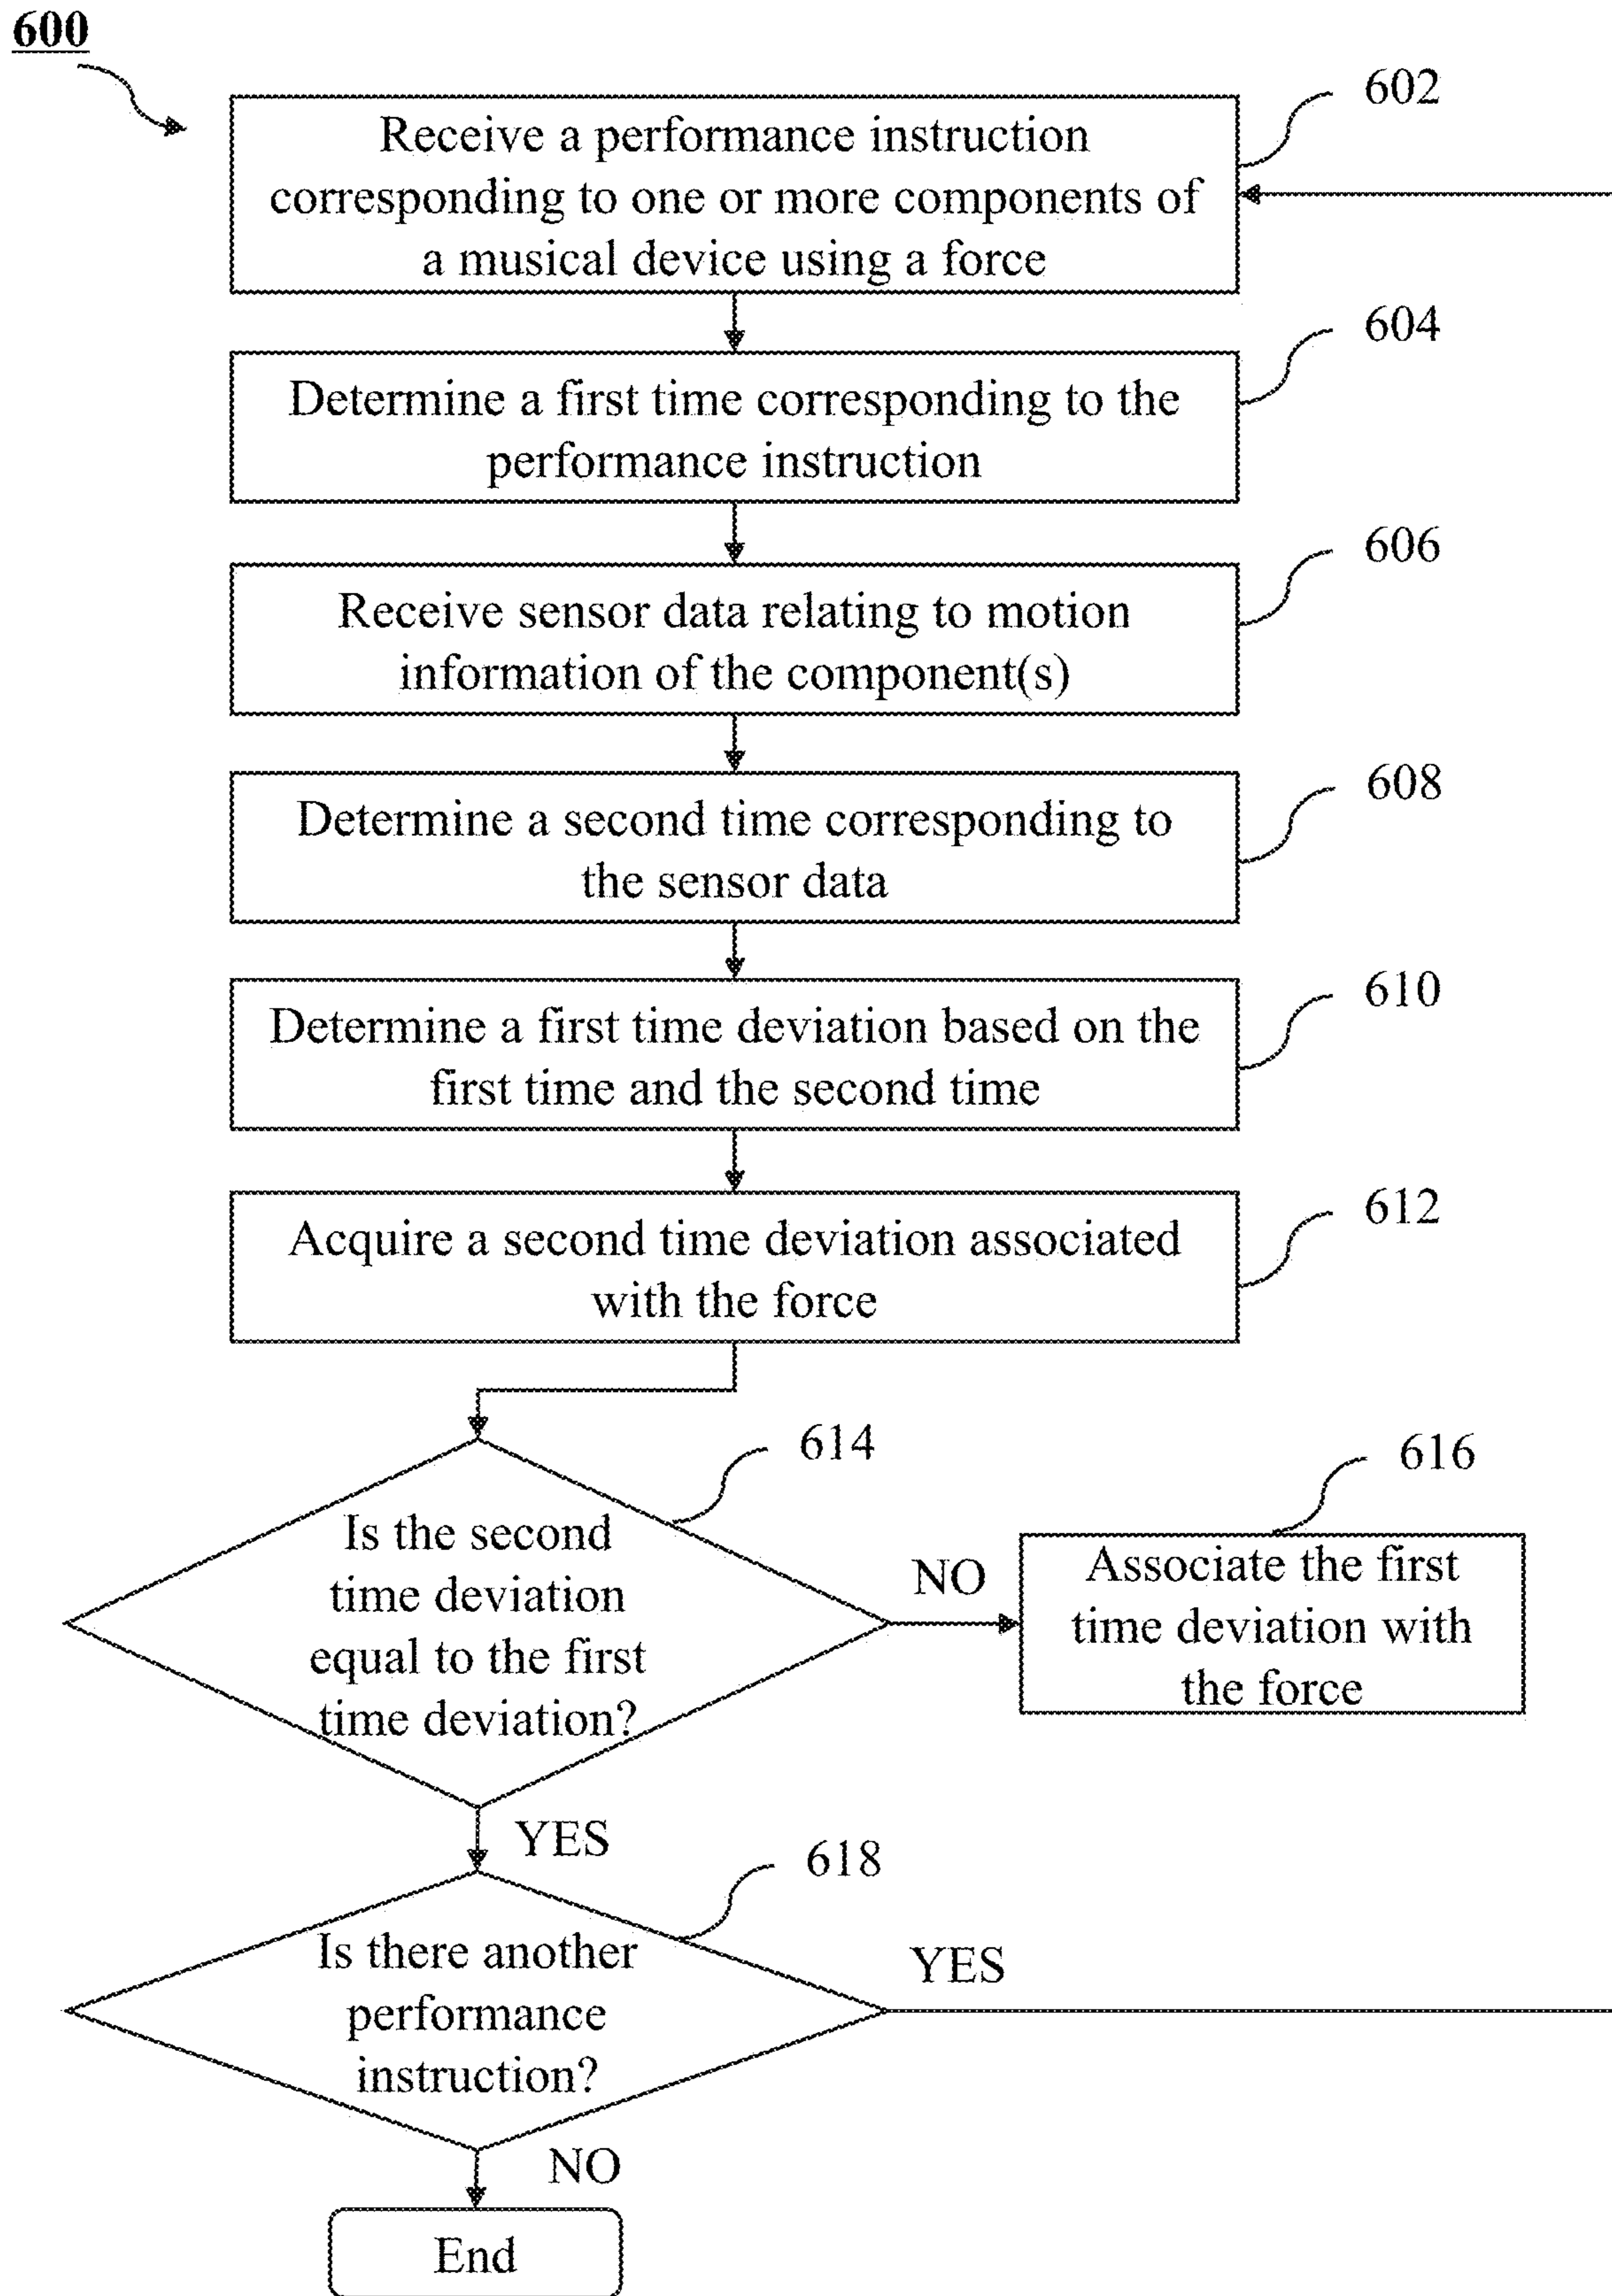 600
602
Receive a performance instruction
corresponding to one or more components of
a musical device using a force
604
Determine a first time corresponding to the
performance instruction
606
Receive sensor data relating to motion
information of the component(s)
608
Determine a second time corresponding to
the sensor data
610
Determine a first time deviation based on the
first time and the second time
612
Acquire a second time deviation associated
with the force
614
Is the second
time deviation
equal to the first
time deviation?
NO
616
Associate the first
time deviation with
the force
YES
618
Is there another
performance
instruction?
YES
NO
End